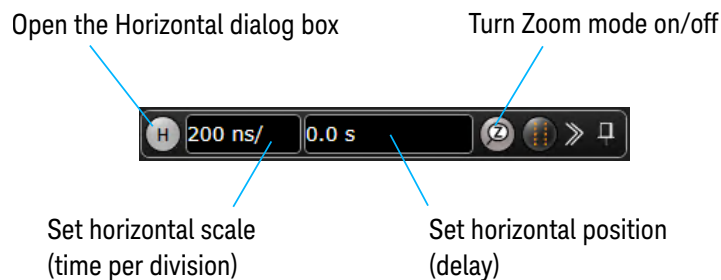 Open the Horizontal dialog box
Turn Zoom mode on/off
H 200 ns/ 0.0 s Z
Set horizontal scale
(time per division)
Set horizontal position
(delay)